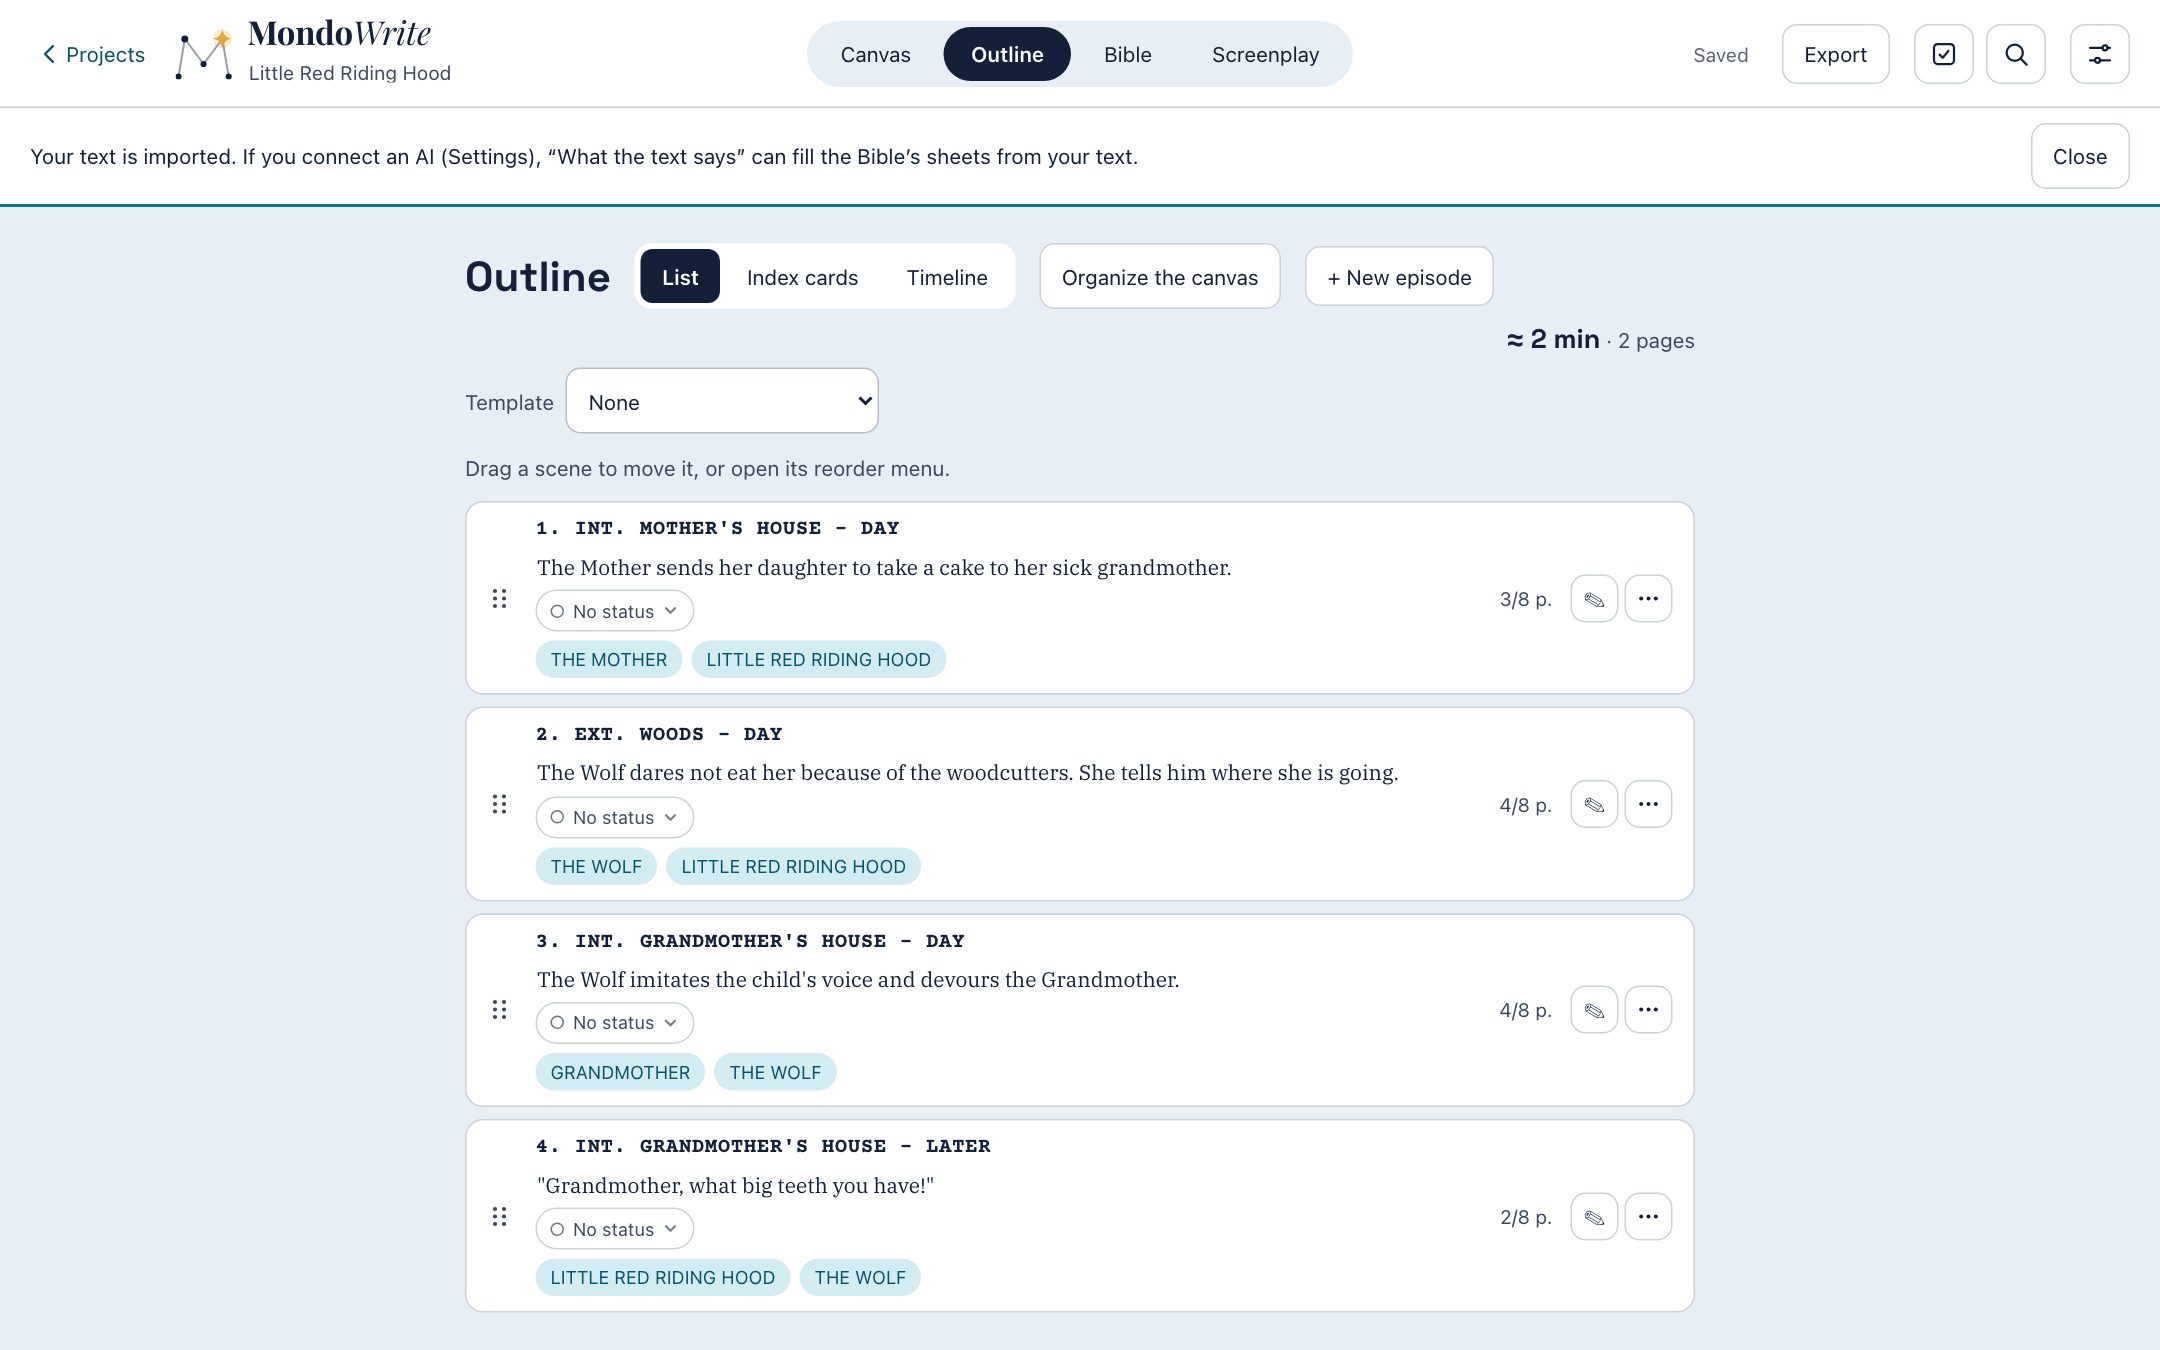 Projects
MondoWrite
Little Red Riding Hood
Canvas
Outline
Bible
Screenplay
Saved
Export
Your text is imported. If you connect an AI (Settings), “What the text says” can fill the Bible’s sheets from your text.
Close
Outline
List
Index cards
Timeline
Organize the canvas
+ New episode
≈ 2 min · 2 pages
Template
None
Drag a scene to move it, or open its reorder menu.
1. INT. MOTHER'S HOUSE - DAY
The Mother sends her daughter to take a cake to her sick grandmother.
No status
THE MOTHER
LITTLE RED RIDING HOOD
3/8 p.
2. EXT. WOODS - DAY
The Wolf dares not eat her because of the woodcutters. She tells him where she is going.
No status
THE WOLF
LITTLE RED RIDING HOOD
4/8 p.
3. INT. GRANDMOTHER'S HOUSE - DAY
The Wolf imitates the child's voice and devours the Grandmother.
No status
GRANDMOTHER
THE WOLF
4/8 p.
4. INT. GRANDMOTHER'S HOUSE - LATER
"Grandmother, what big teeth you have!"
No status
LITTLE RED RIDING HOOD
THE WOLF
2/8 p.